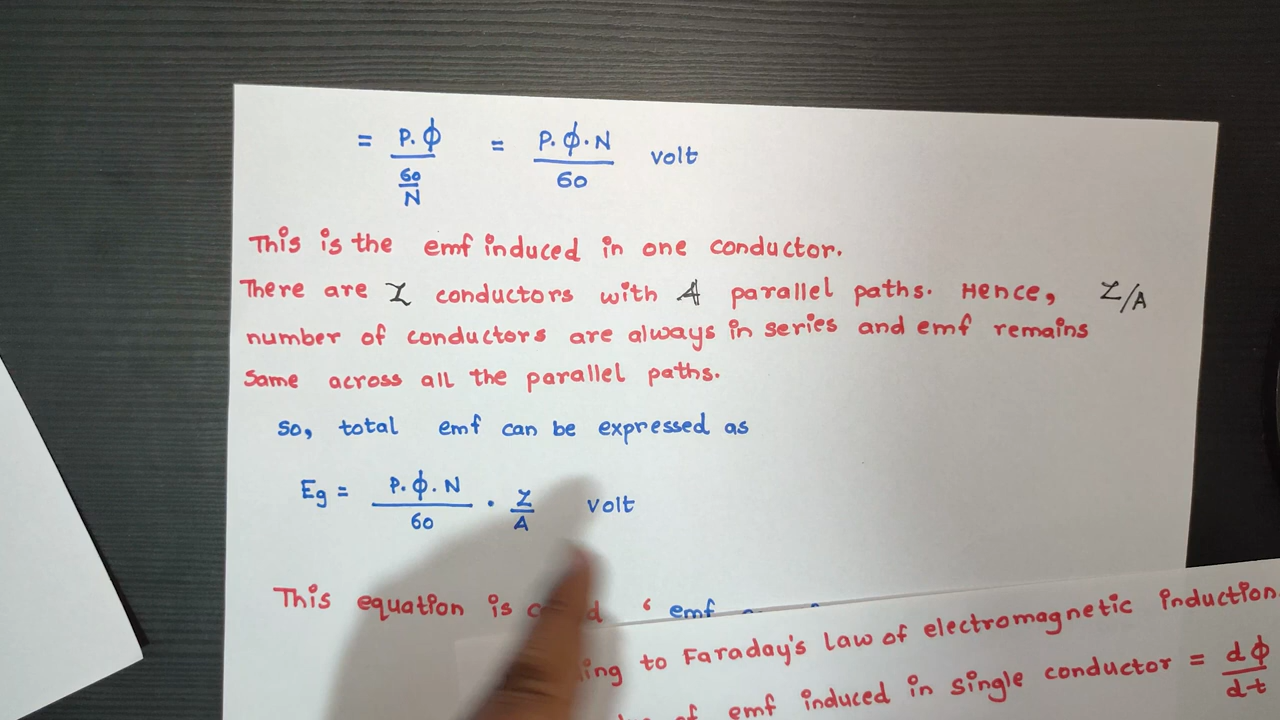 = P.ϕ / 60/N = P.ϕ.N / 60 volt
This is the emf induced in one conductor.
There are Z conductors with A parallel paths. Hence, Z/A
number of conductors are always in series and emf remains
Same across all the parallel paths.
So, total emf can be expressed as
Eg = P.ϕ.N / 60 . Z / A volt
This equation is ‘ emf
to Faraday's law of electromagnetic induction.
of emf induced in single conductor = dϕ / dt